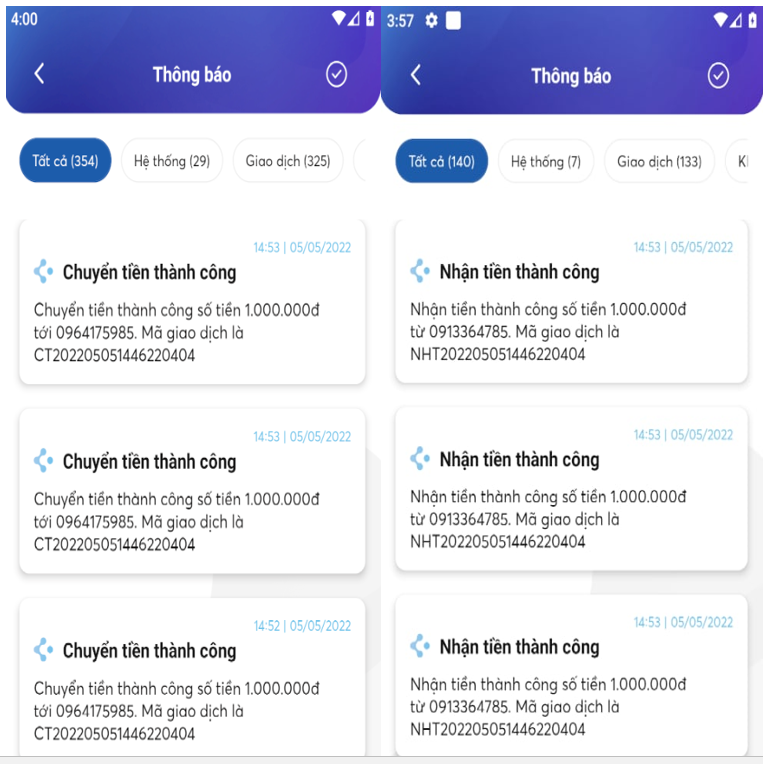 4:00
Thông báo
Tất cả (354) Hệ thống (29) Giao dịch (325)
14:53 | 05/05/2022
Chuyển tiền thành công
Chuyển tiền thành công số tiền 1.000.000đ
tới 0964175985. Mã giao dịch là
CT202205051446220404
14:53 | 05/05/2022
Chuyển tiền thành công
Chuyển tiền thành công số tiền 1.000.000đ
tới 0964175985. Mã giao dịch là
CT202205051446220404
14:52 | 05/05/2022
Chuyển tiền thành công
Chuyển tiền thành công số tiền 1.000.000đ
tới 0964175985. Mã giao dịch là
CT202205051446220404
3:57
Thông báo
Tất cả (140) Hệ thống (7) Giao dịch (133)
14:53 | 05/05/2022
Nhận tiền thành công
Nhận tiền thành công số tiền 1.000.000đ
từ 0913364785. Mã giao dịch là
NHT202205051446220404
14:53 | 05/05/2022
Nhận tiền thành công
Nhận tiền thành công số tiền 1.000.000đ
từ 0913364785. Mã giao dịch là
NHT202205051446220404
14:53 | 05/05/2022
Nhận tiền thành công
Nhận tiền thành công số tiền 1.000.000đ
từ 0913364785. Mã giao dịch là
NHT202205051446220404